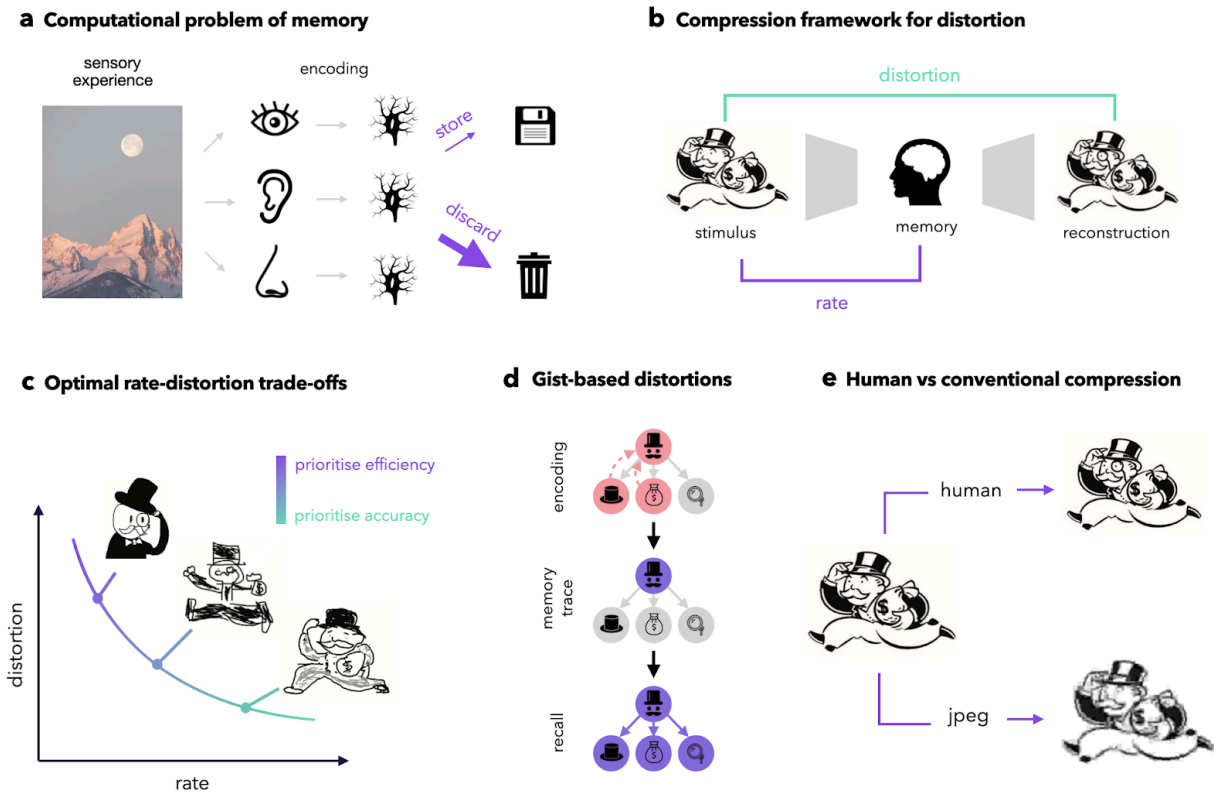 a Computational problem of memory
sensory
experience
encoding
store
discard
b Compression framework for distortion
distortion
$
$
stimulus
memory
reconstruction
rate
c Optimal rate-distortion trade-offs
prioritise efficiency
prioritise accuracy
distortion
$
$
rate
d Gist-based distortions
encoding
$
memory
trace
$
recall
$
e Human vs conventional compression
human
$
$
jpeg
$